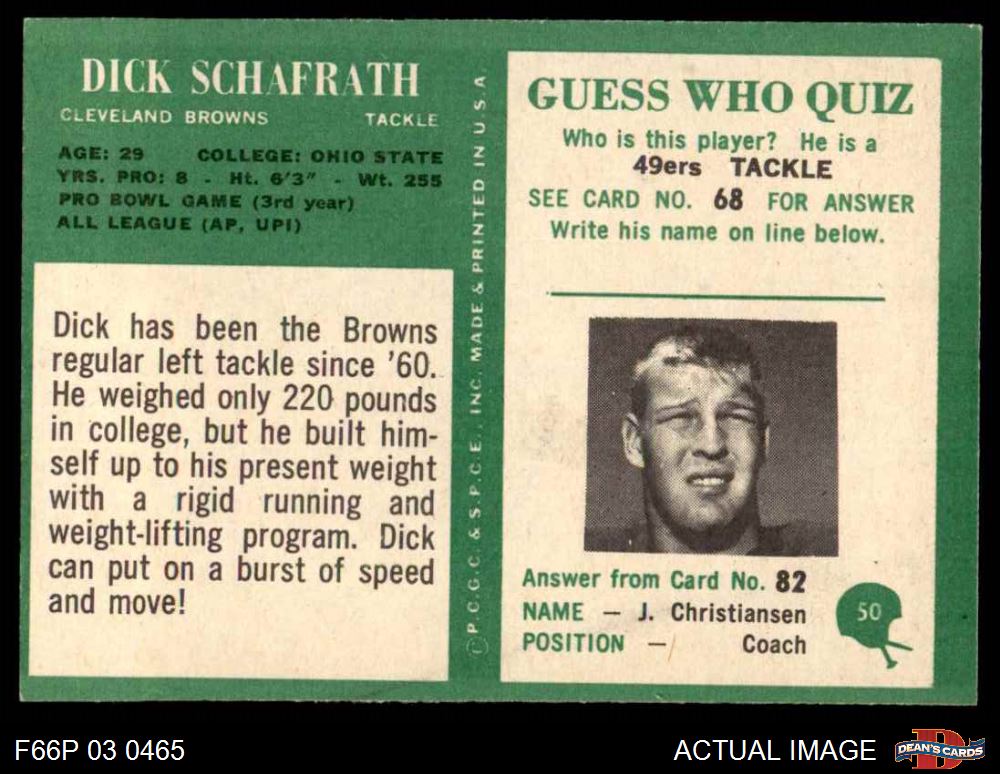 DICK SCHAFRATH
CLEVELAND BROWNS TACKLE
AGE: 29 COLLEGE: OHIO STATE
YRS. PRO: 8 - Ht. 6'3" - Wt. 255
PRO BOWL GAME (3rd year)
ALL LEAGUE (AP, UPI)
Dick has been the Browns
regular left tackle since '60.
He weighed only 220 pounds
in college, but he built him-
self up to his present weight
with a rigid running and
weight-lifting program. Dick
can put on a burst of speed
and move!
©P.C.G.C. & S.P.C.E., INC. MADE & PRINTED IN U.S.A.
GUESS WHO QUIZ
Who is this player? He is a
49ers TACKLE
SEE CARD NO. 68 FOR ANSWER
Write his name on line below.
Answer from Card No. 82
NAME — J. Christiansen
POSITION — Coach
50
F66P 03 0465
ACTUAL IMAGE
D
DEAN'S CARDS